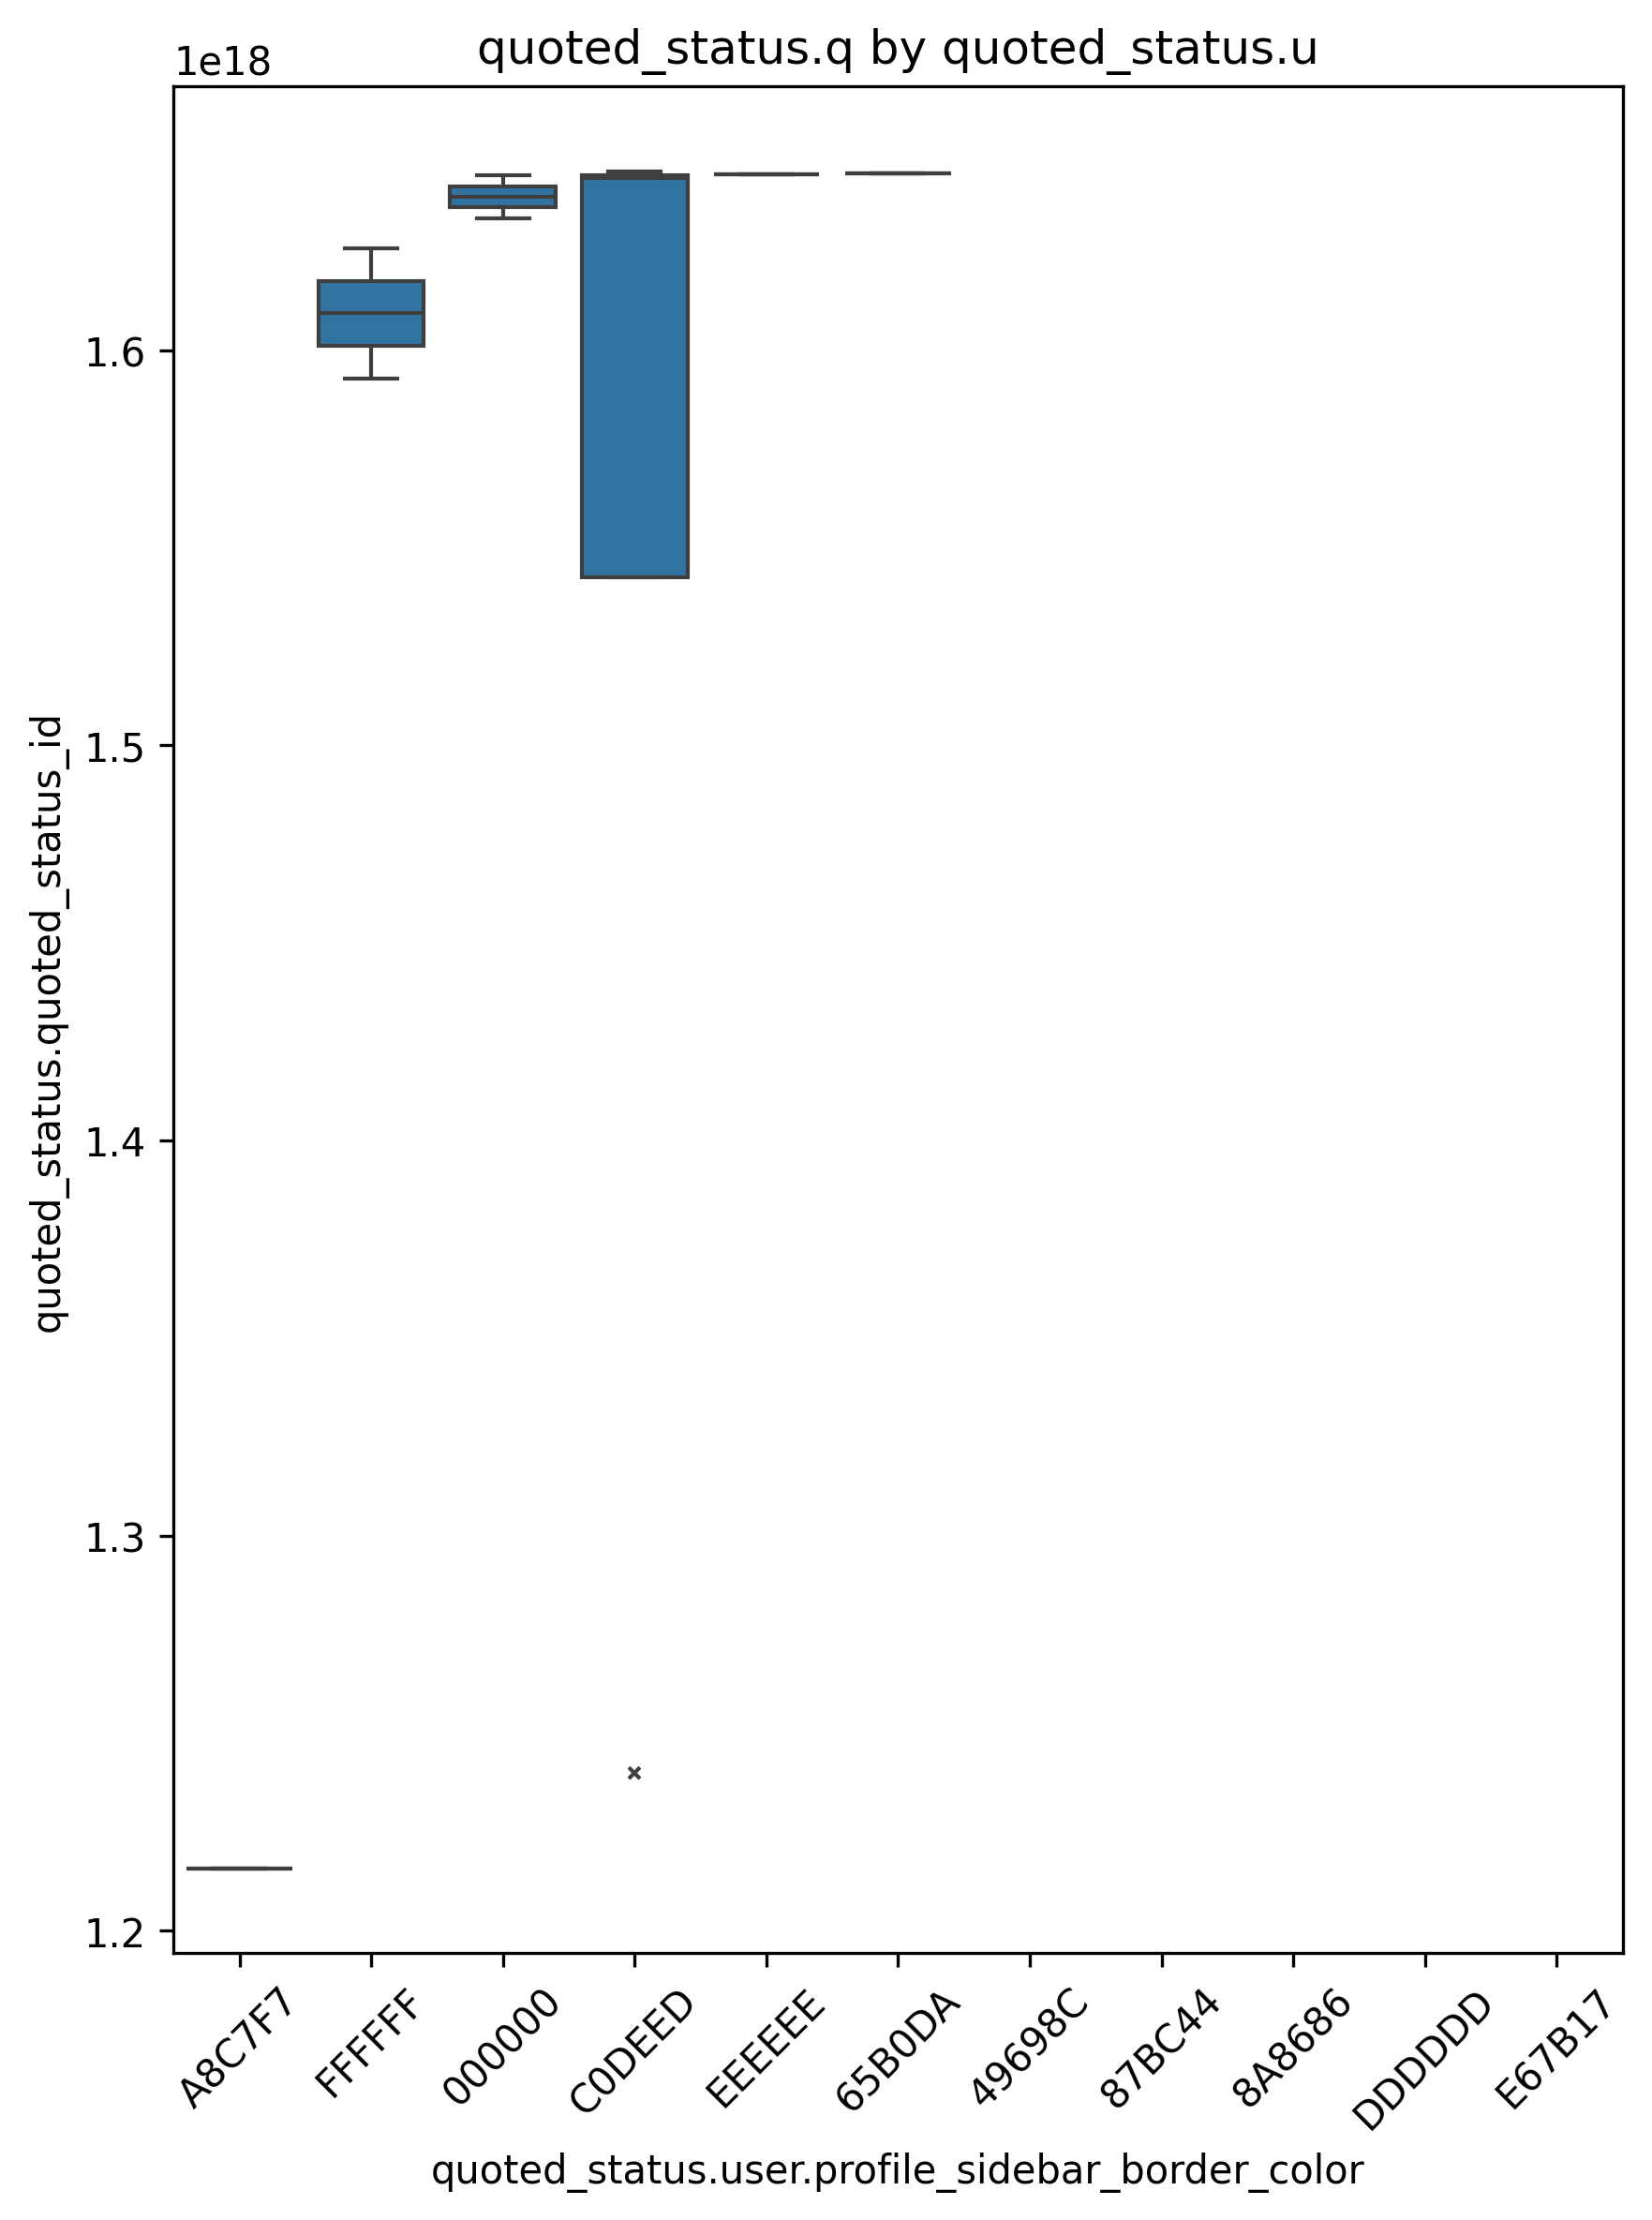 quoted_status.q by quoted_status.u
1e18
1.6
1.5
1.4
1.3
1.2
quoted_status.quoted_status_id
A8C7F7
FFFFFF
000000
C0DEED
EEEEEE
65B0DA
49698C
87BC44
8A8686
DDDDDD
E67B17
quoted_status.user.profile_sidebar_border_color